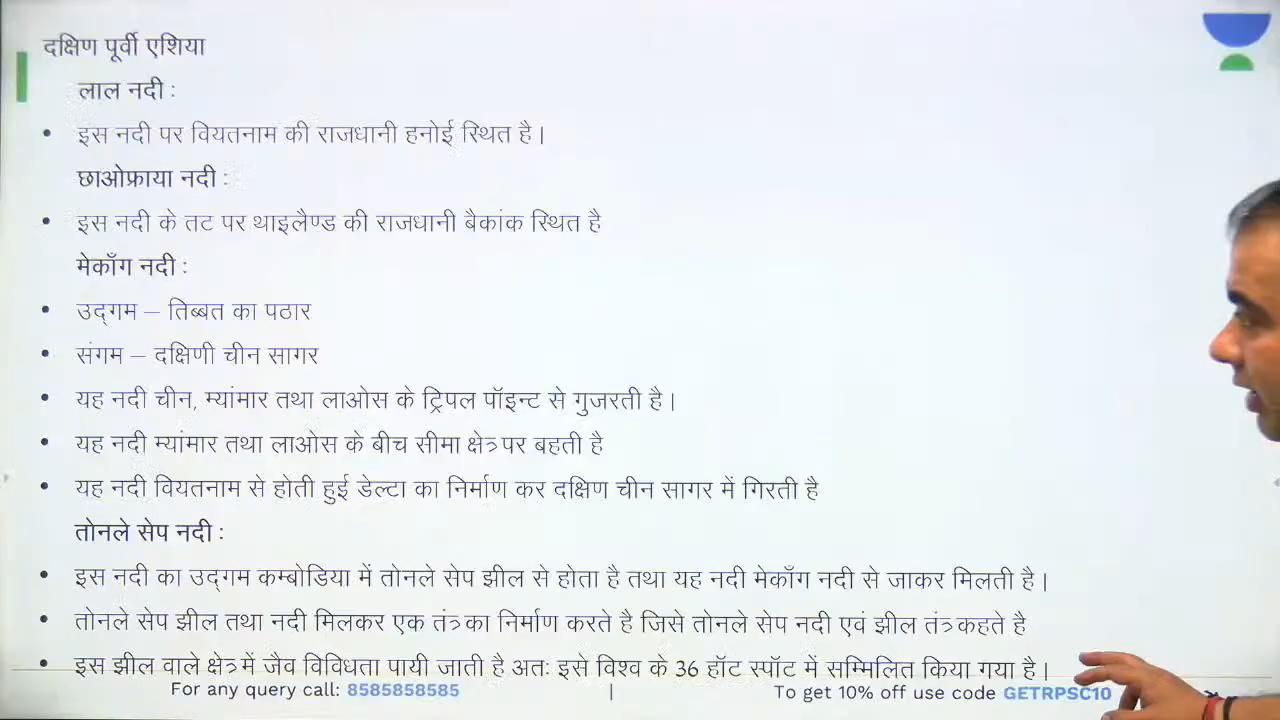 दक्षिण पूर्वी एशिया
लाल नदी :
• इस नदी पर वियतनाम की राजधानी हनोई स्थित है ।
छाओफ्राया नदी :
• इस नदी के तट पर थाइलैण्ड की राजधानी बैकांक स्थित है
मेकाँग नदी :
• उद्गम – तिब्बत का पठार
• संगम – दक्षिणी चीन सागर
• यह नदी चीन, म्यांमार तथा लाओस के ट्रिपल पॉइन्ट से गुजरती है ।
• यह नदी म्यांमार तथा लाओस के बीच सीमा क्षेत्र पर बहती है
• यह नदी वियतनाम से होती हुई डेल्टा का निर्माण कर दक्षिण चीन सागर में गिरती है
तोनले सेप नदी :
• इस नदी का उद्गम कम्बोडिया में तोनले सेप झील से होता है तथा यह नदी मेकाँग नदी से जाकर मिलती है ।
• तोनले सेप झील तथा नदी मिलकर एक तंत्र का निर्माण करते है जिसे तोनले सेप नदी एवं झील तंत्र कहते है
• इस झील वाले क्षेत्र में जैव विविधता पायी जाती है अतः इसे विश्व के 36 हॉट स्पॉट में सम्मिलित किया गया है ।
For any query call: 8585858585 | To get 10% off use code GETRPSC10